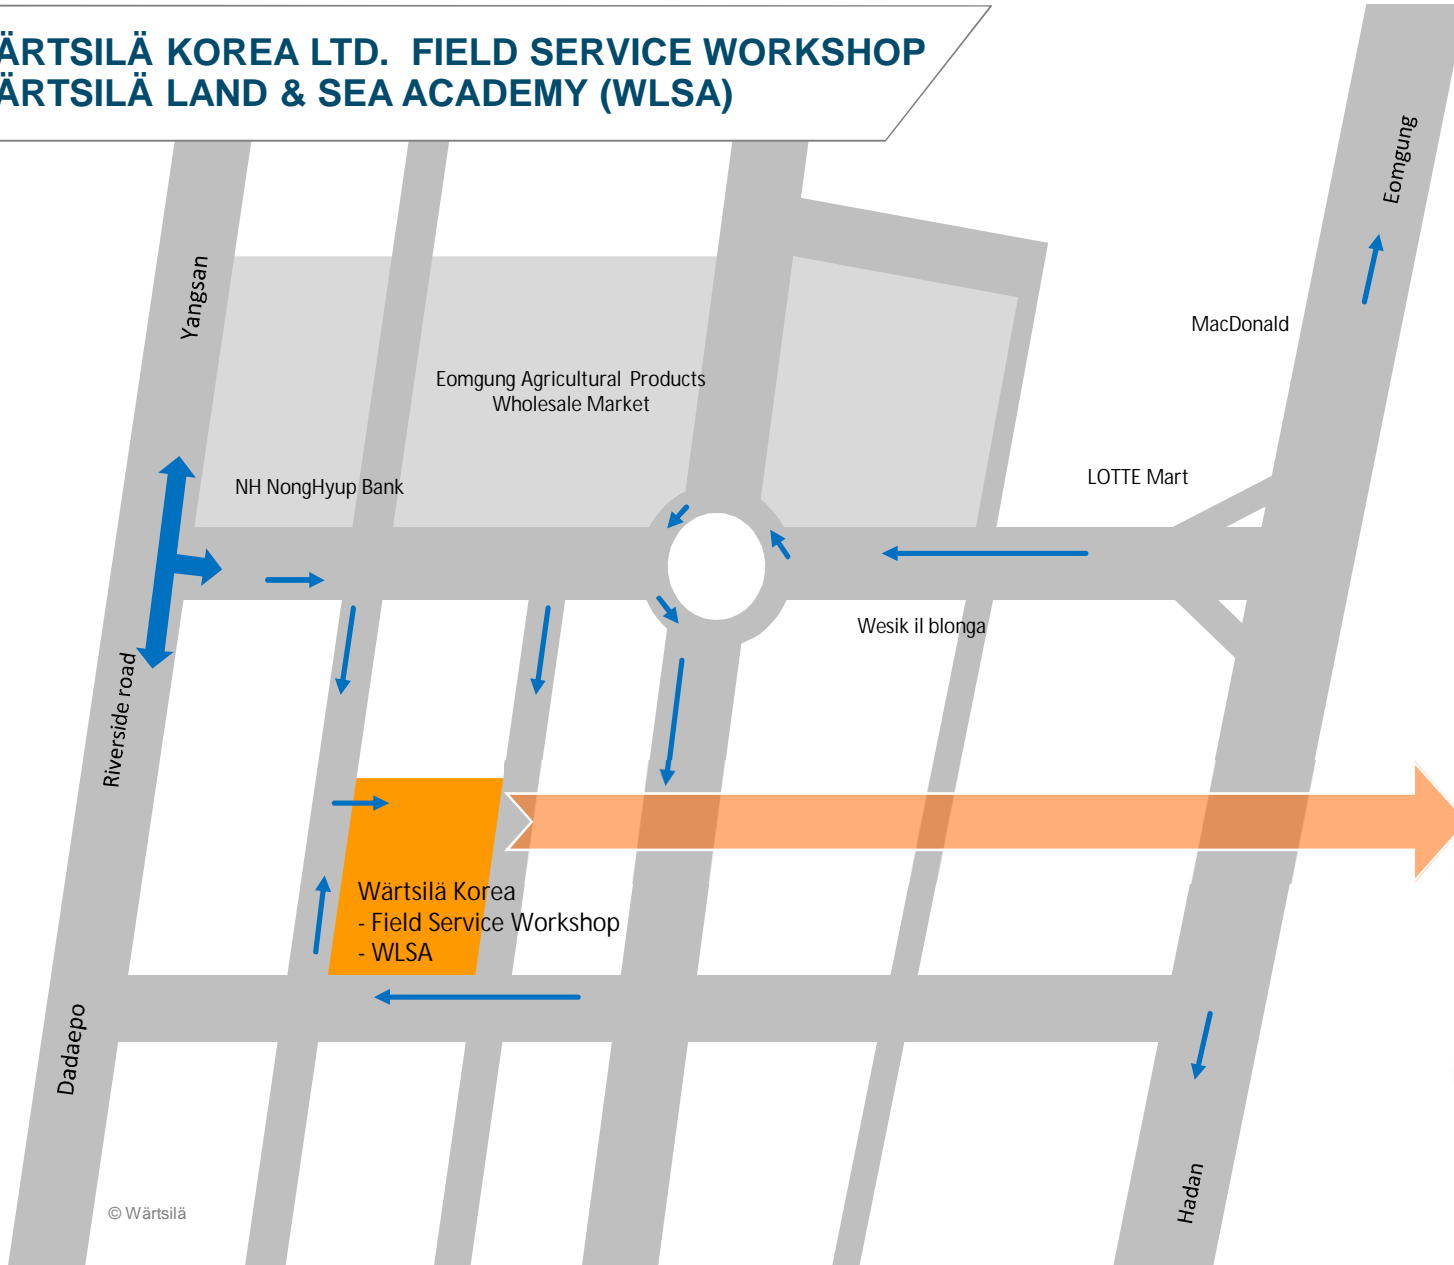 ÄRTSILÄ KOREA LTD. FIELD SERVICE WORKSHOP
ÄRTSILÄ LAND & SEA ACADEMY (WLSA)
Eomgung
Yangsan
MacDonald
Eomgung Agricultural Products
Wholesale Market
LOTTE Mart
NH NongHyup Bank
Wesik il blonga
Riverside road
Wärtsilä Korea
- Field Service Workshop
- WLSA
Dadaepo
Hadan
© Wärtsilä